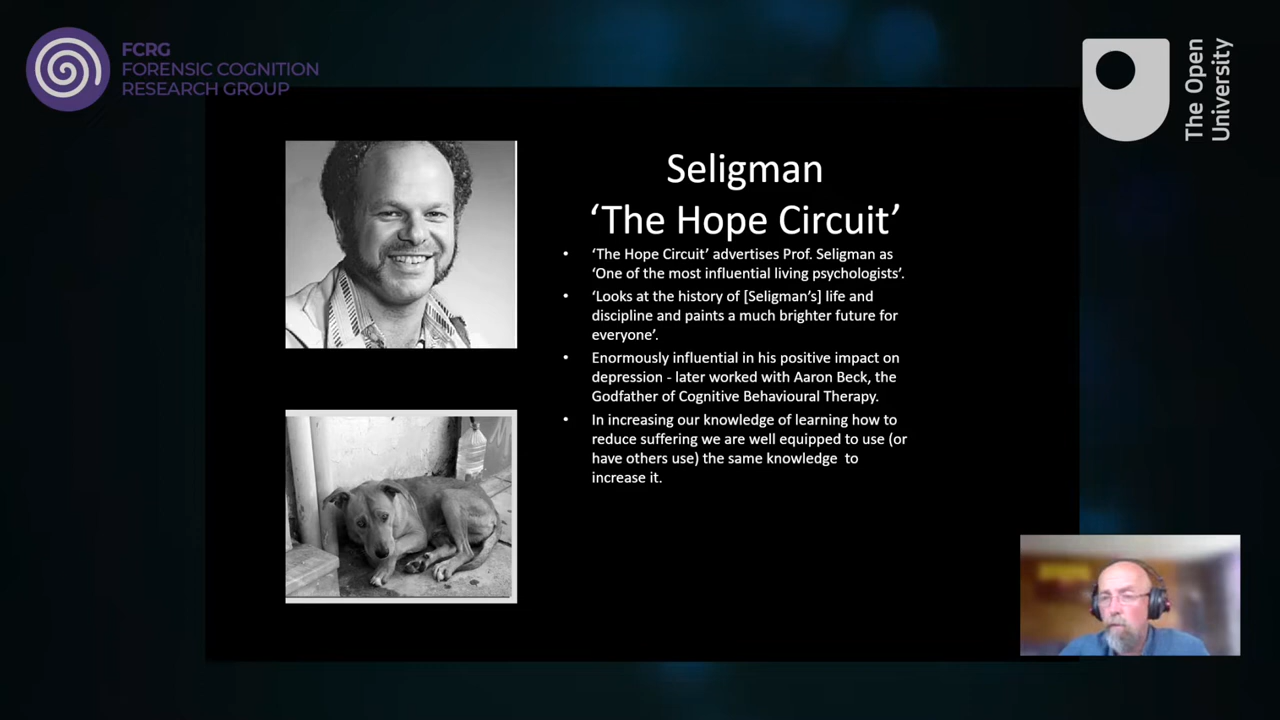 FCRG
FORENSIC COGNITION
RESEARCH GROUP
The Open
University
Seligman
‘The Hope Circuit’
• ‘The Hope Circuit’ advertises Prof. Seligman as
‘One of the most influential living psychologists’.
• ‘Looks at the history of [Seligman’s] life and
discipline and paints a much brighter future for
everyone’.
• Enormously influential in his positive impact on
depression - later worked with Aaron Beck, the
Godfather of Cognitive Behavioural Therapy.
• In increasing our knowledge of learning how to
reduce suffering we are well equipped to use (or
have others use) the same knowledge  to
increase it.